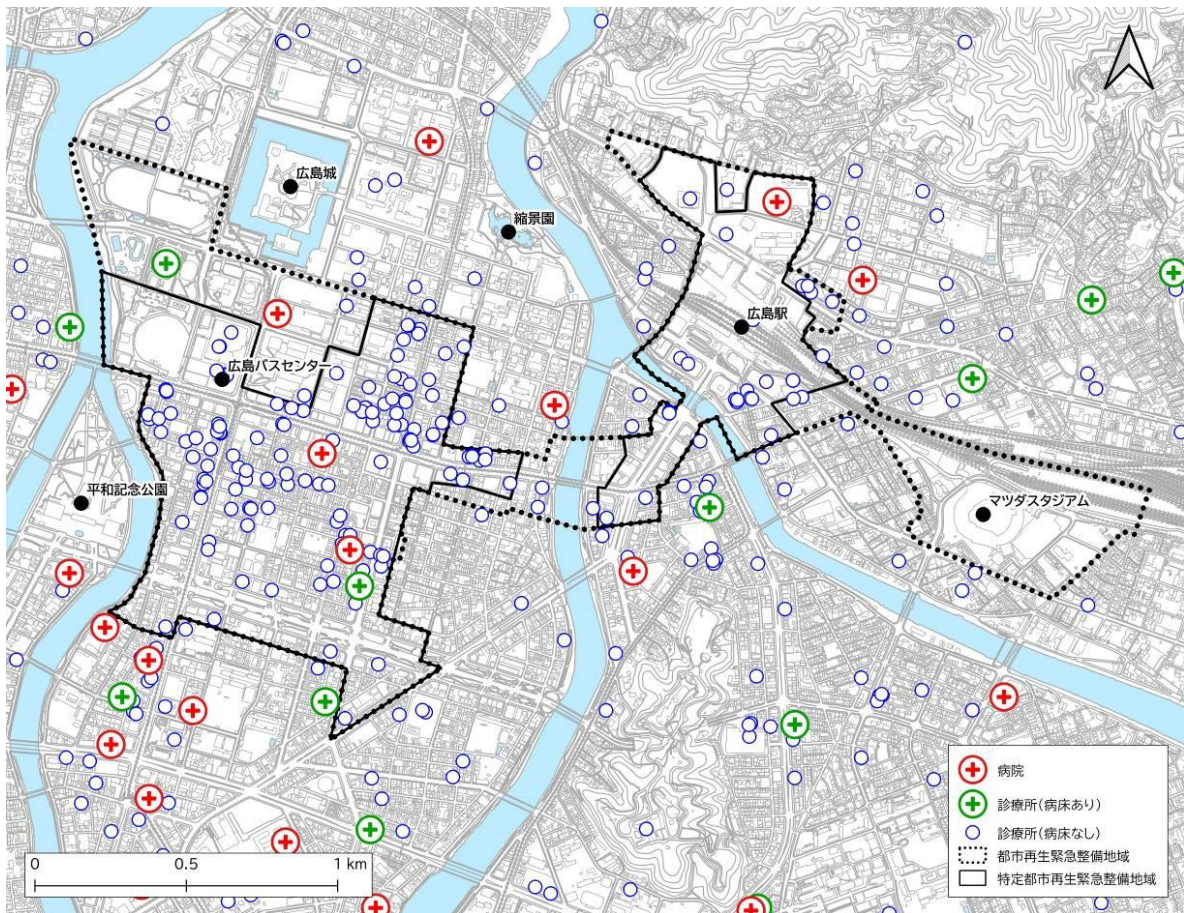 広島城
縮景園
広島駅
広島バスセンター
平和記念公園
マツダスタジアム
病院
診療所(病床あり)
診療所(病床なし)
都市再生緊急整備地域
特定都市再生緊急整備地域
0 0.5 1 km